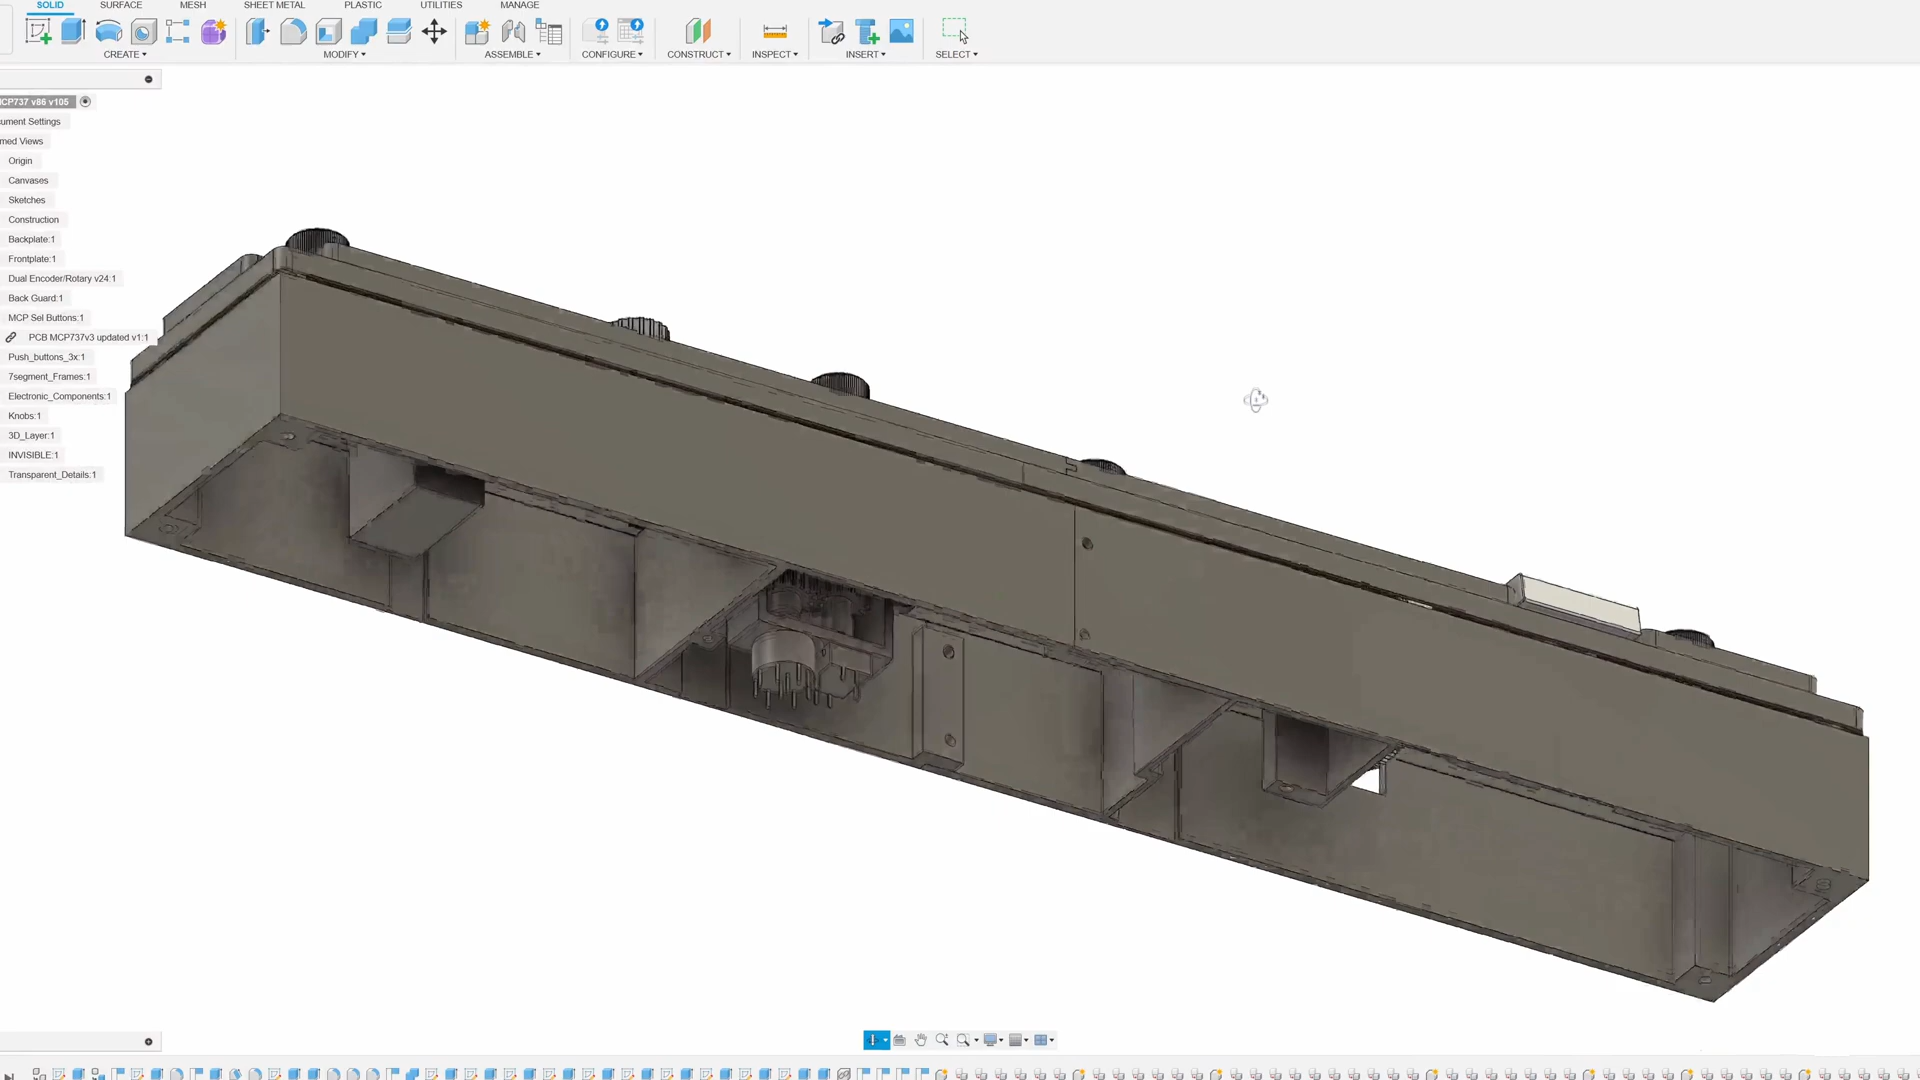 SOLID SURFACE MESH SHEET METAL PLASTIC UTILITIES MANAGE
CREATE MODIFY ASSEMBLE CONFIGURE CONSTRUCT INSPECT INSERT SELECT
MCP737 v86 v105
cument Settings
med Views
Origin
Canvases
Sketches
Construction
Backplate:1
Frontplate:1
Dual Encoder/Rotary v24:1
Back Guard:1
MCP Sel Buttons:1
PCB MCP737v3 updated v1:1
Push_buttons_3x:1
7segment_Frames:1
Electronic_Components:1
Knobs:1
3D_Layer:1
INVISIBLE:1
Transparent_Details:1